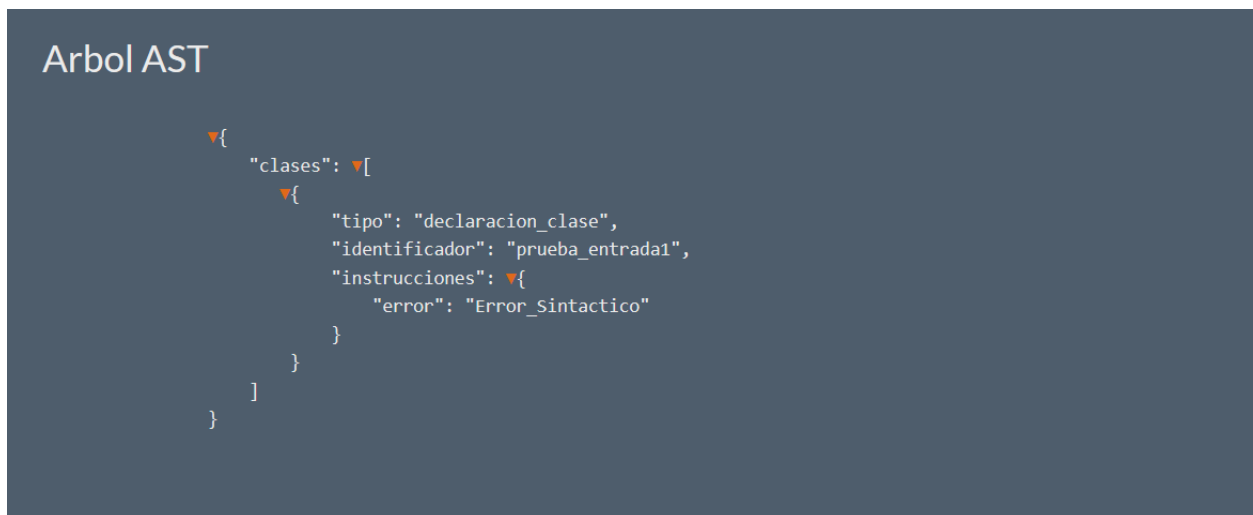 Arbol AST
▼{
"clases": ▼[
▼{
"tipo": "declaracion_clase",
"identificador": "prueba_entrada1",
"instrucciones": ▼{
"error": "Error_Sintactico"
}
}
]
}